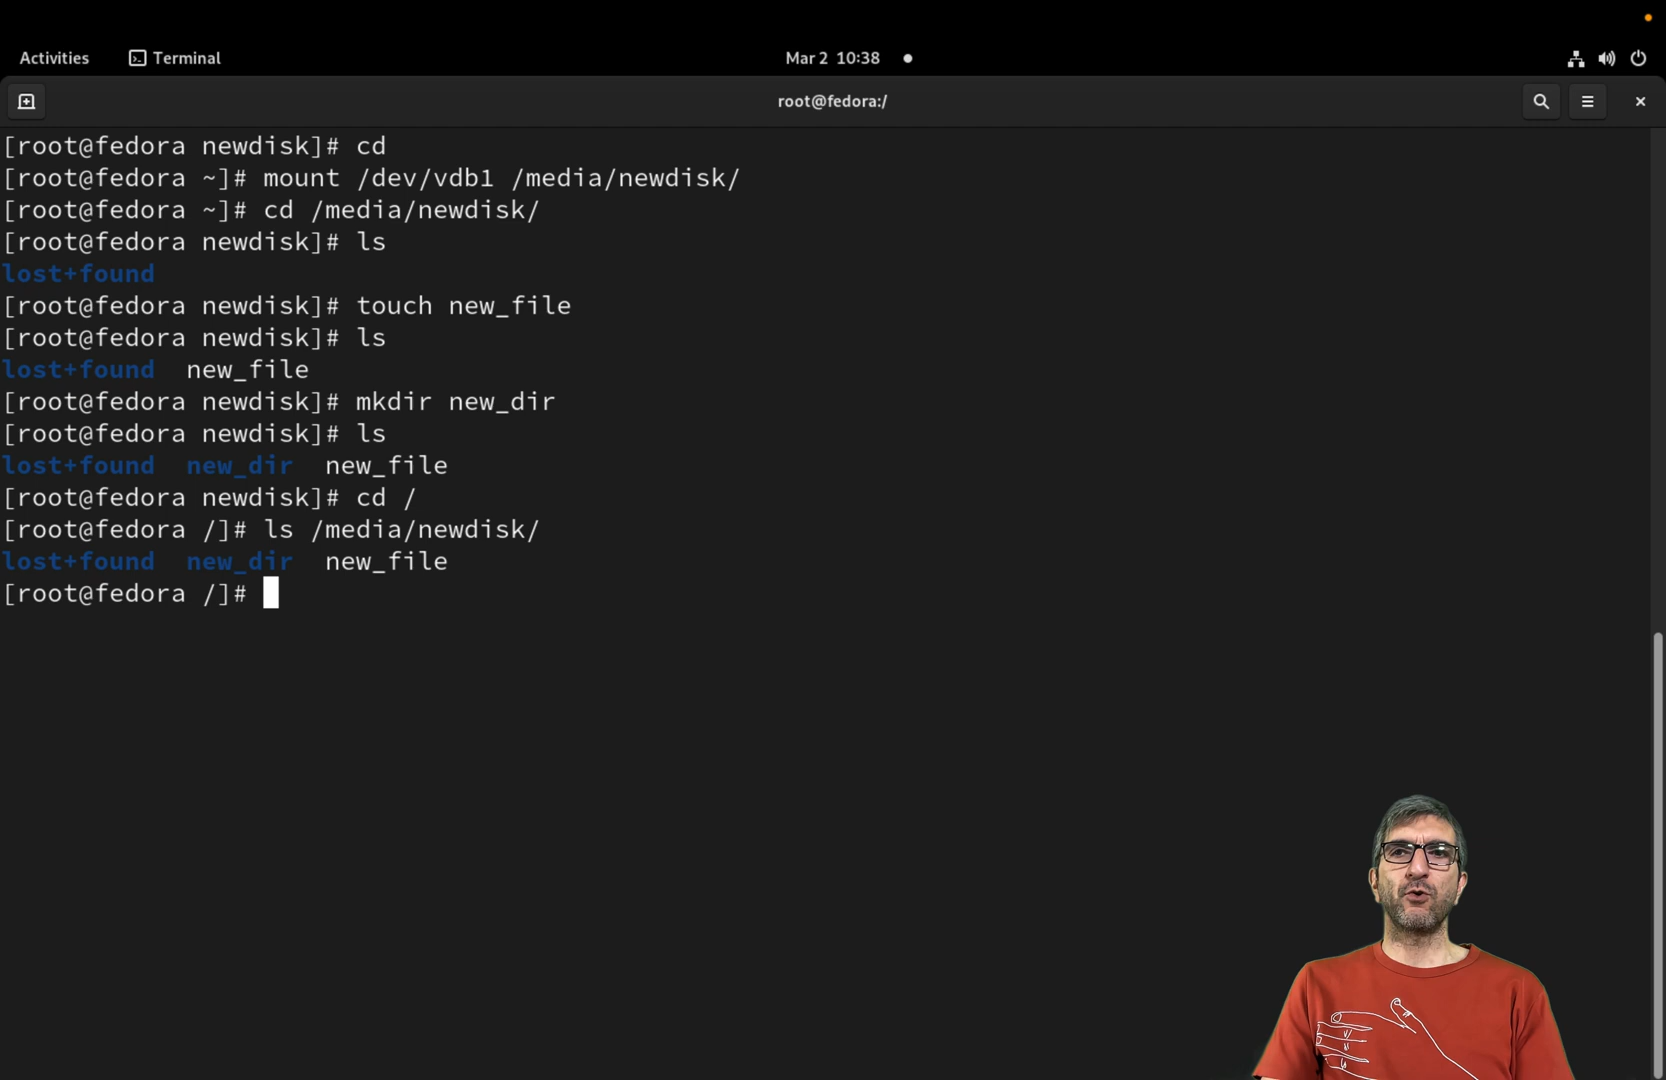 Activities Terminal Mar 2 10:38
root@fedora:/
[root@fedora newdisk]# cd
[root@fedora ~]# mount /dev/vdb1 /media/newdisk/
[root@fedora ~]# cd /media/newdisk/
[root@fedora newdisk]# ls
lost+found
[root@fedora newdisk]# touch new_file
[root@fedora newdisk]# ls
lost+found new_file
[root@fedora newdisk]# mkdir new_dir
[root@fedora newdisk]# ls
lost+found new_dir new_file
[root@fedora newdisk]# cd /
[root@fedora /]# ls /media/newdisk/
lost+found new_dir new_file
[root@fedora /]#